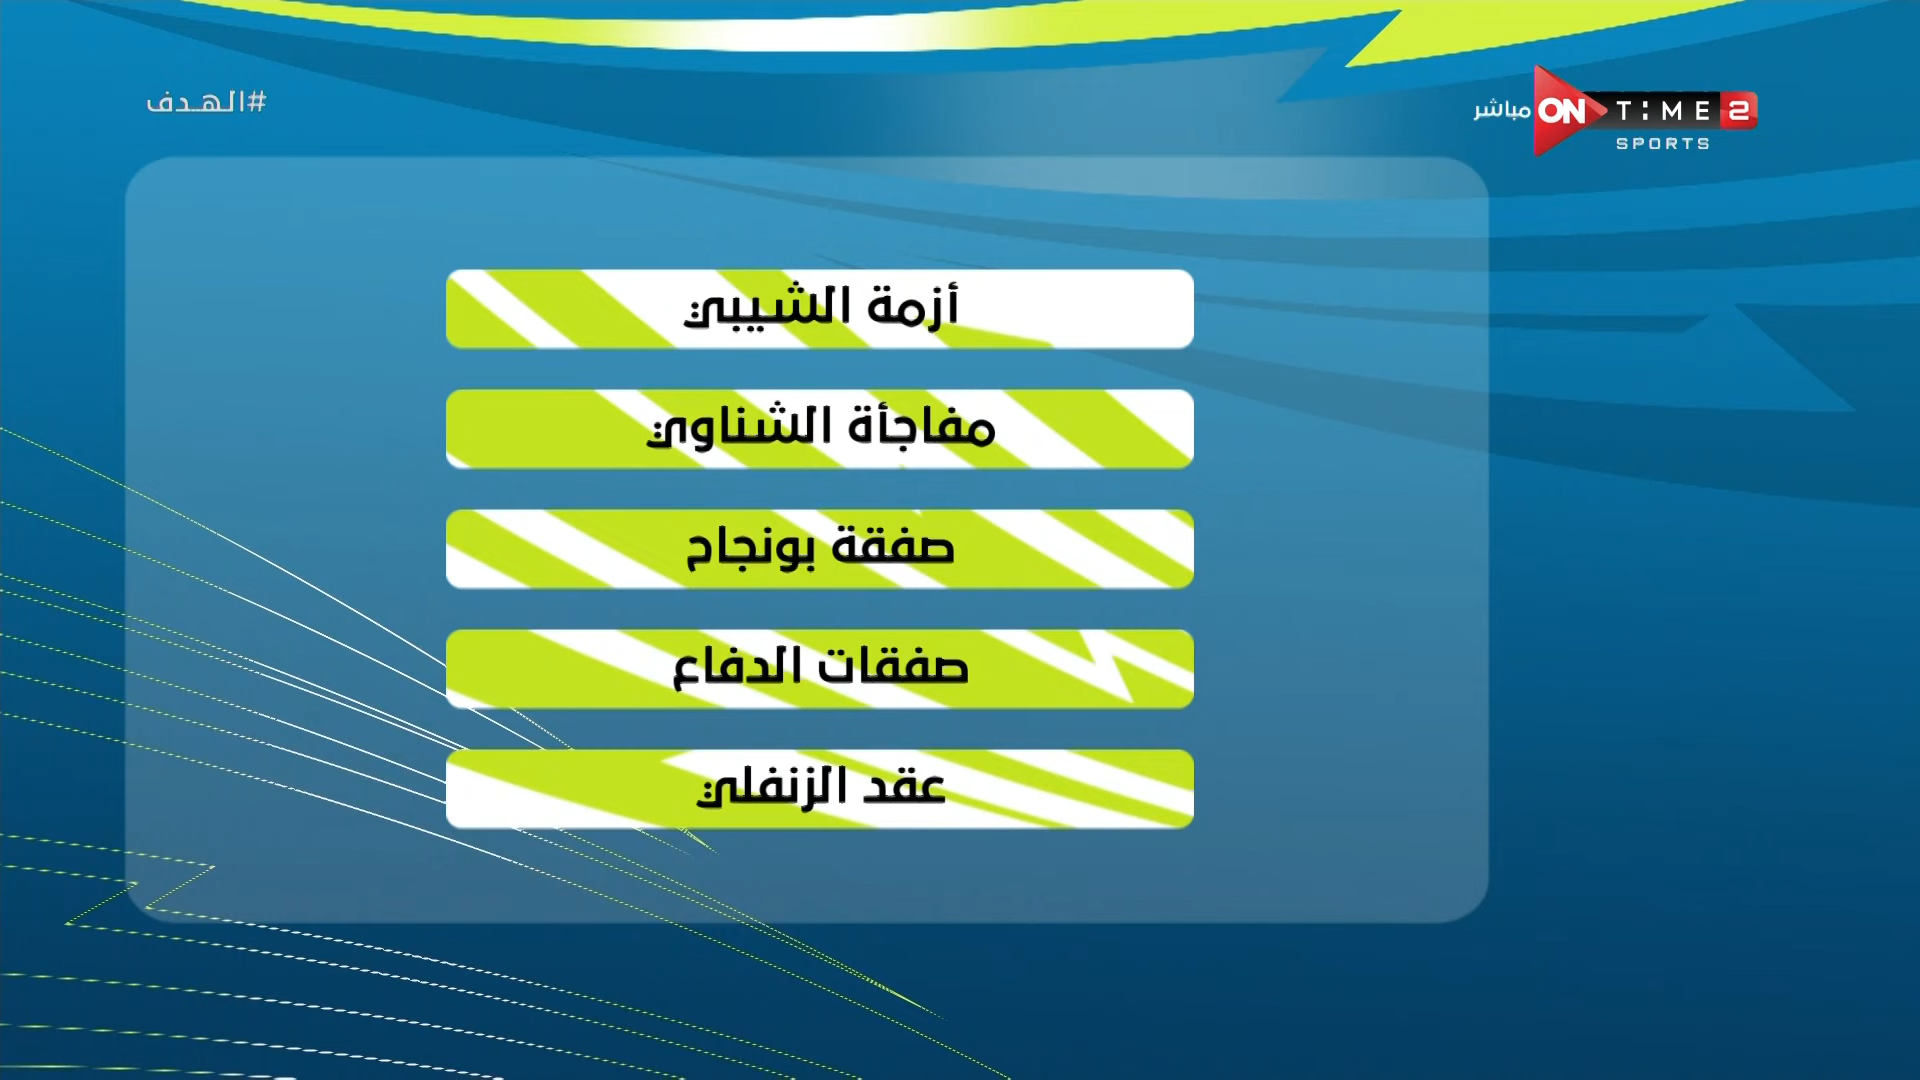 #الهدف
مباشر ON TIME 2
SPORTS
أزمة الشيبي
مفاجأة الشناوي
صفقة بونجاح
صفقات الدفاع
عقد الزنفلي